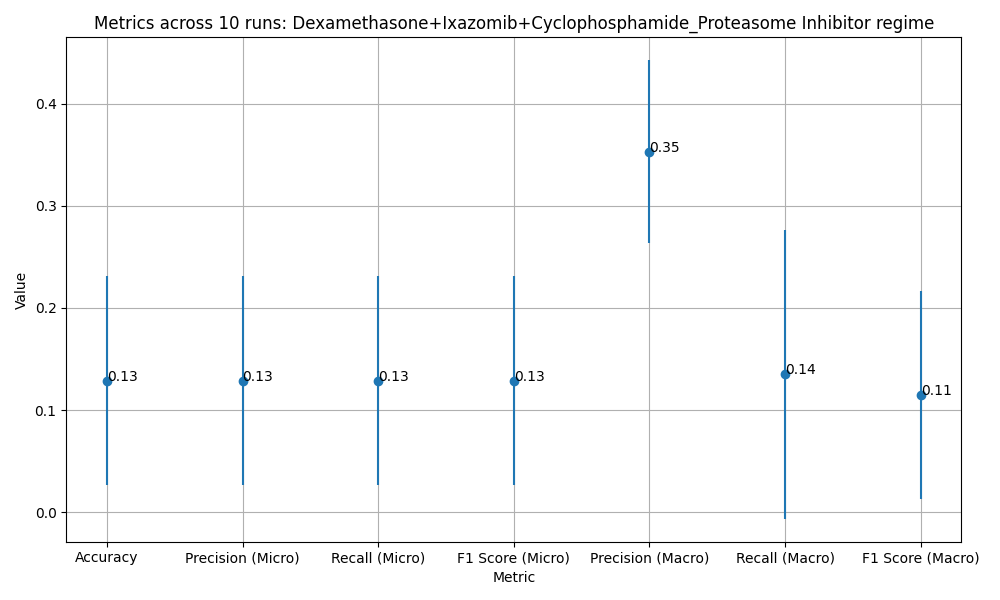 Metrics across 10 runs: Dexamethasone+Ixazomib+Cyclophosphamide_Proteasome Inhibitor regime
Value
0.4
0.3
0.2
0.1
0.0
0.13
0.13
0.13
0.13
0.35
0.14
0.11
Accuracy
Precision (Micro)
Recall (Micro)
F1 Score (Micro)
Precision (Macro)
Recall (Macro)
F1 Score (Macro)
Metric